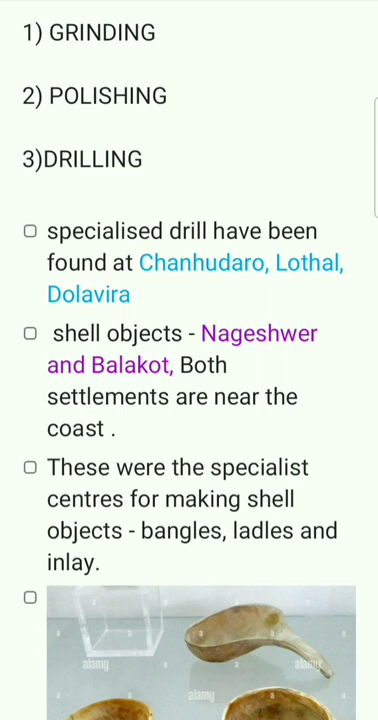 1) GRINDING
2) POLISHING
3)DRILLING
specialised drill have been
found at Chanhudaro, Lothal,
Dolavira
shell objects - Nageshwer
and Balakot, Both
settlements are near the
coast .
These were the specialist
centres for making shell
objects - bangles, ladles and
inlay.
a a a
a a a
alamy alamy
a alamy a a